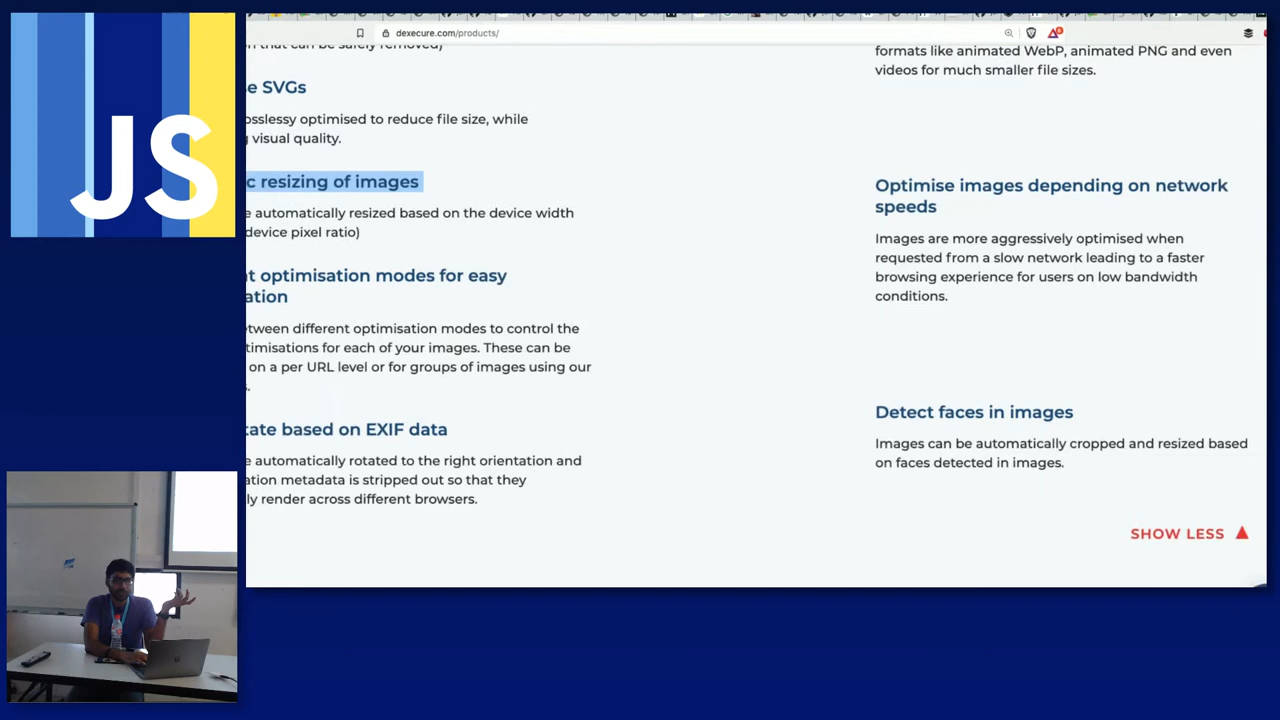 JS
dexecure.com/products/
on that can be safely removed)
se SVGs
osslessy optimised to reduce file size, while
g visual quality.
c resizing of images
e automatically resized based on the device width
device pixel ratio)
nt optimisation modes for easy
ation
etween different optimisation modes to control the
timisations for each of your images. These can be
on a per URL level or for groups of images using our
s.
tate based on EXIF data
e automatically rotated to the right orientation and
ation metadata is stripped out so that they
ly render across different browsers.
formats like animated WebP, animated PNG and even
videos for much smaller file sizes.
Optimise images depending on network
speeds
Images are more aggressively optimised when
requested from a slow network leading to a faster
browsing experience for users on low bandwidth
conditions.
Detect faces in images
Images can be automatically cropped and resized based
on faces detected in images.
SHOW LESS